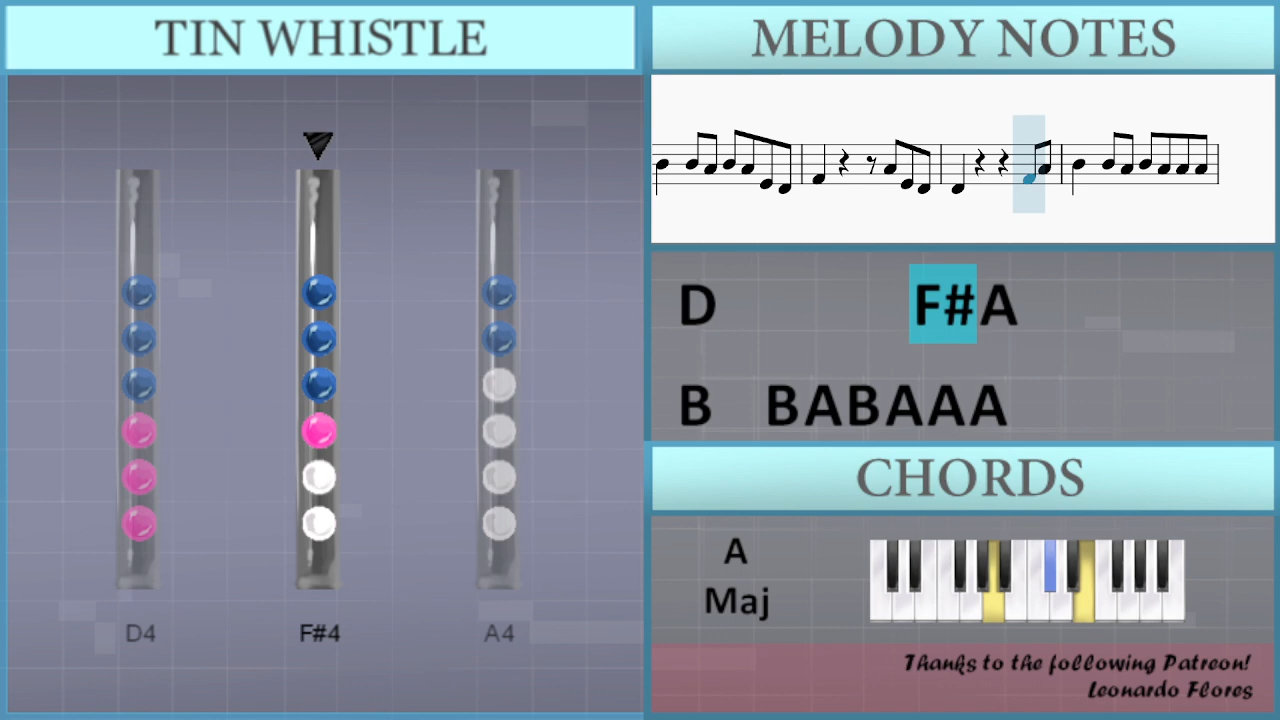 TIN WHISTLE
D4
F#4
A4
MELODY NOTES
D F#A
B BABAAA
CHORDS
A
Maj
Thanks to the following Patreon!
Leonardo Flores